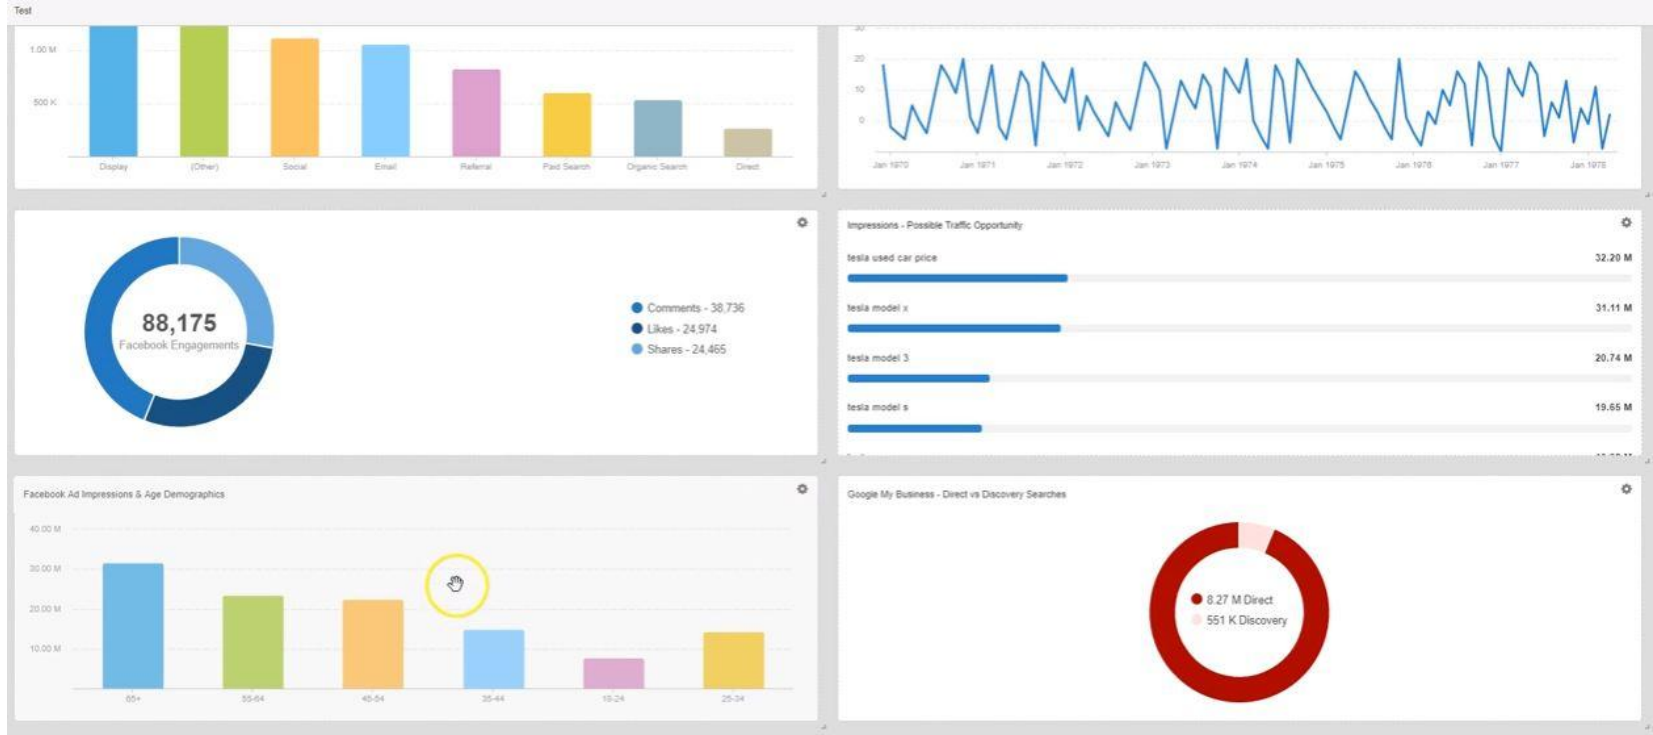 Test
1.00 M
500 K
Display (Other) Social Email Referral Paid Search Organic Search Direct
30
20
10
0
Jan 1970 Jan 1971 Jan 1972 Jan 1973 Jan 1974 Jan 1975 Jan 1976 Jan 1977 Jan 1978
88,175
Facebook Engagements
Comments - 38,736
Likes - 24,974
Shares - 24,465
Impressions - Possible Traffic Opportunity
tesla used car price 32.20 M
tesla model x 31.11 M
tesla model 3 20.74 M
tesla model s 19.65 M
Facebook Ad Impressions & Age Demographics
40.00 M
30.00 M
20.00 M
10.00 M
65+ 55-64 45-54 35-44 18-24 25-34
Google My Business - Direct vs Discovery Searches
8.27 M Direct
551 K Discovery